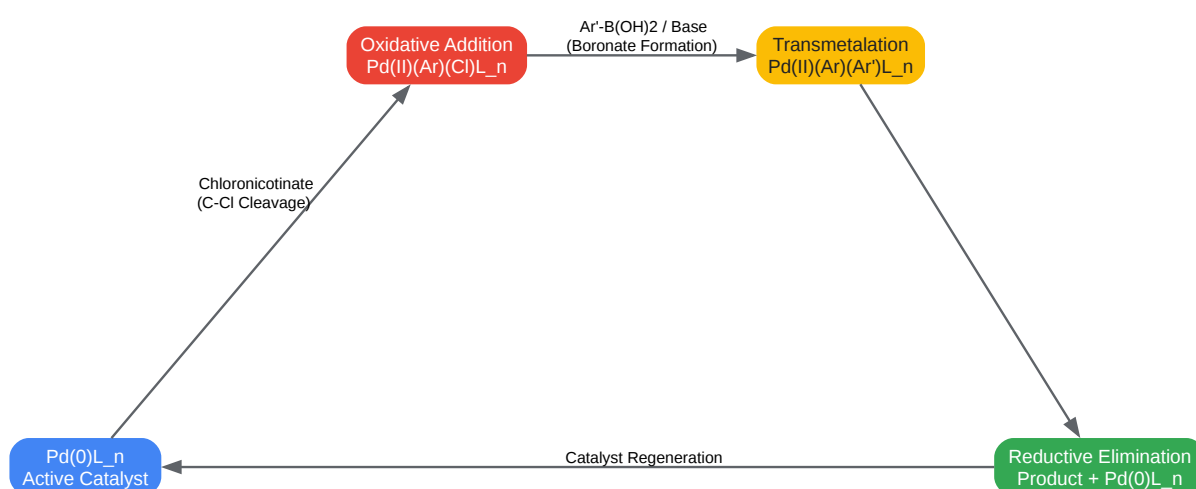 Ar'-B(OH)2 / Base
(Boronate Formation)
Oxidative Addition
Pd(II)(Ar)(Cl)L_n
Transmetalation
Pd(II)(Ar)(Ar')L_n
Chloronicotinate
(C-Cl Cleavage)
Pd(0)L_n
Active Catalyst
Catalyst Regeneration
Reductive Elimination
Product + Pd(0)L_n